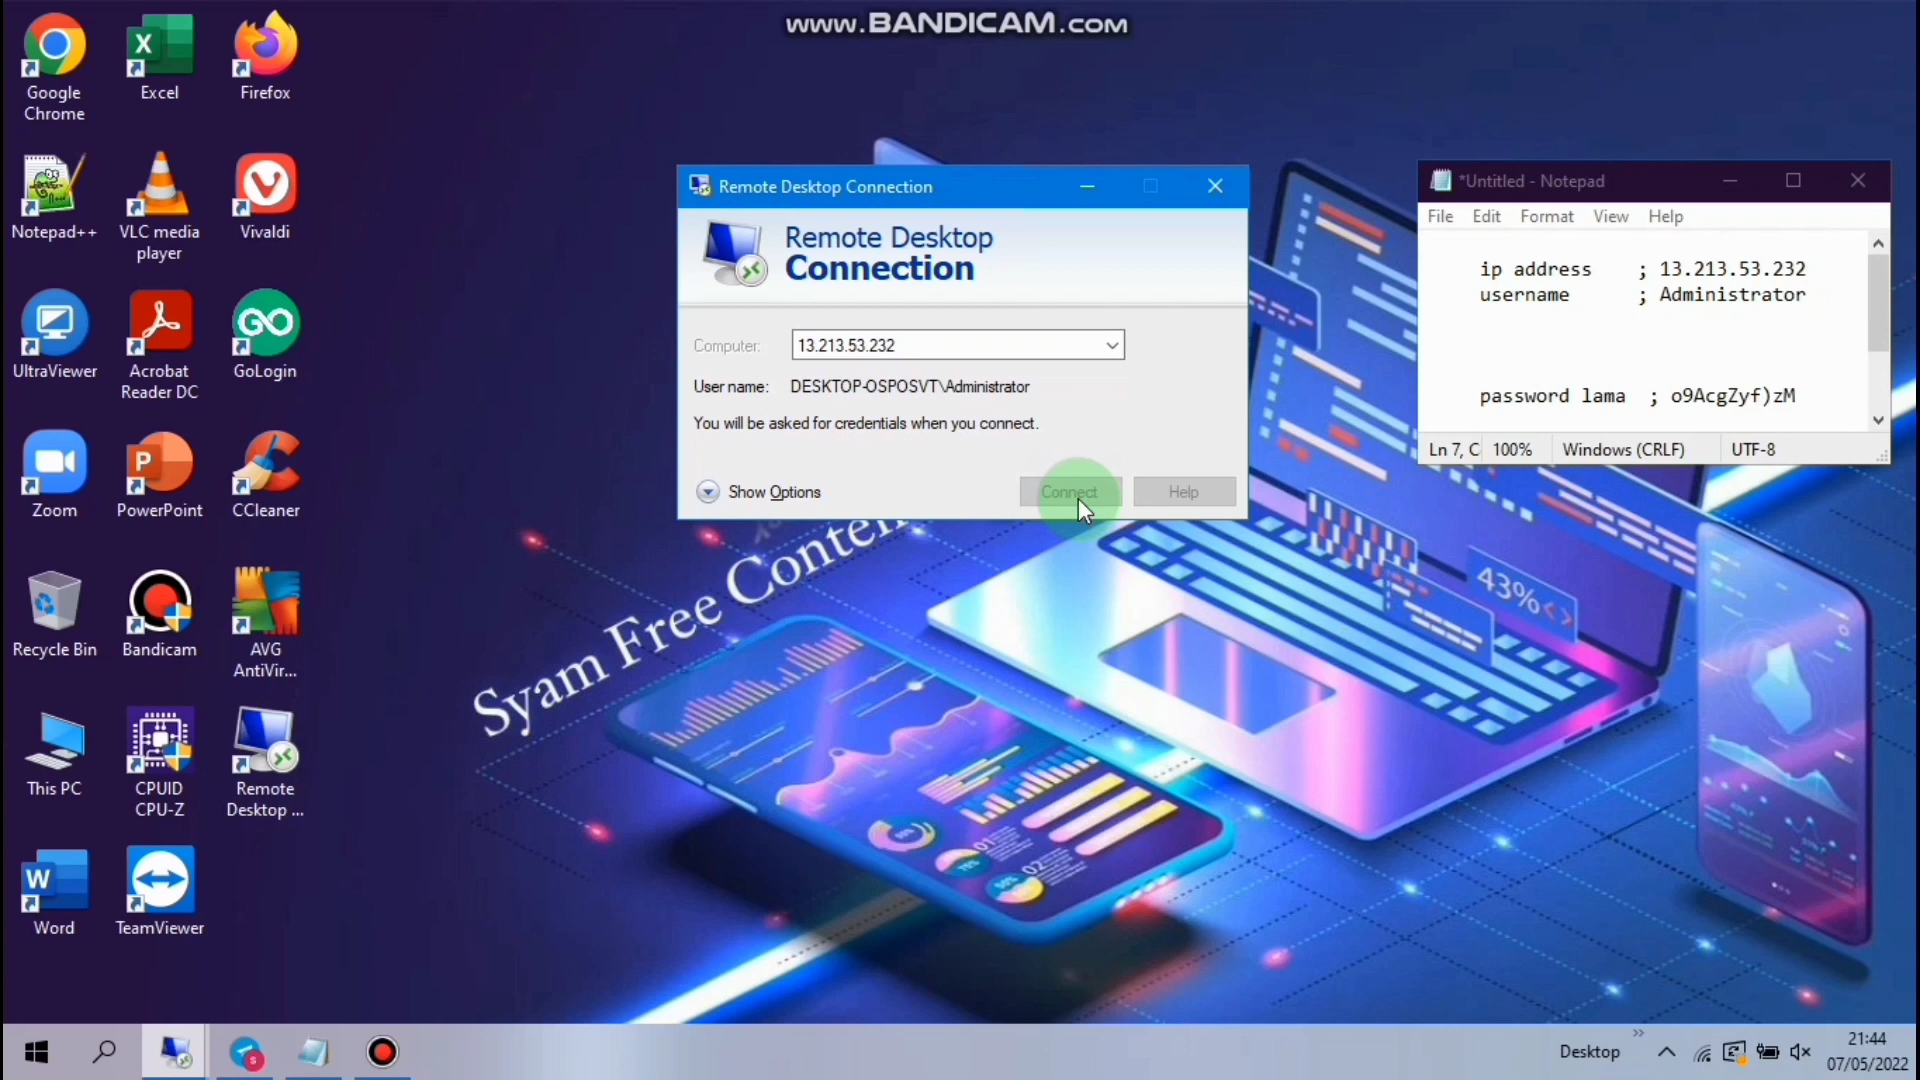 www.BANDICAM.com
Google
Chrome
Excel
Firefox
Notepad++
VLC media
player
Vivaldi
UltraViewer
Acrobat
Reader DC
GoLogin
Zoom
PowerPoint
CCleaner
Recycle Bin
Bandicam
AVG
AntiVir...
This PC
CPUID
CPU-Z
Remote
Desktop ...
Word
TeamViewer
Remote Desktop Connection
Remote Desktop
Connection
Computer: 13.213.53.232
User name: DESKTOP-OSPOSVT\Administrator
You will be asked for credentials when you connect.
Show Options
Connect
Help
*Untitled - Notepad
File Edit Format View Help
ip address ; 13.213.53.232
username ; Administrator
password lama ; o9AcgZyf)zM
Ln 7, C 100% Windows (CRLF) UTF-8
Syam Free Conten
43%<>
01
02
Desktop
21:44
07/05/2022